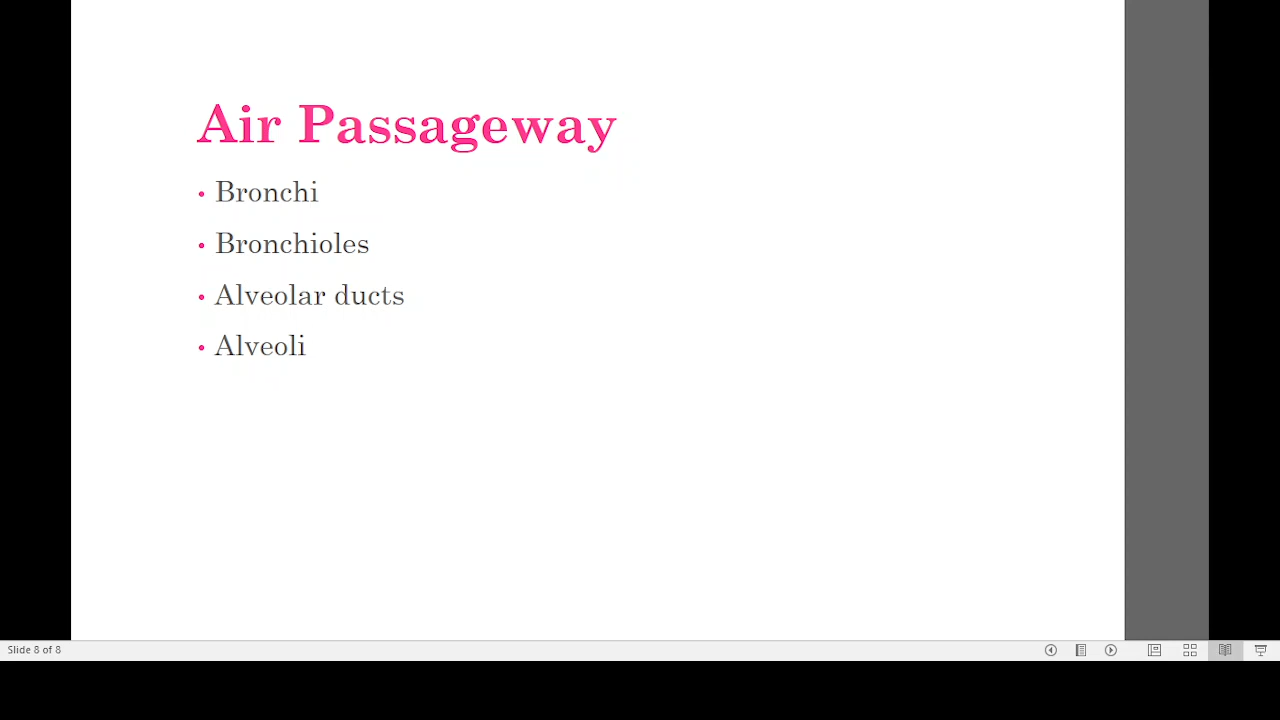 Air Passageway
• Bronchi
• Bronchioles
• Alveolar ducts
• Alveoli
Slide 8 of 8